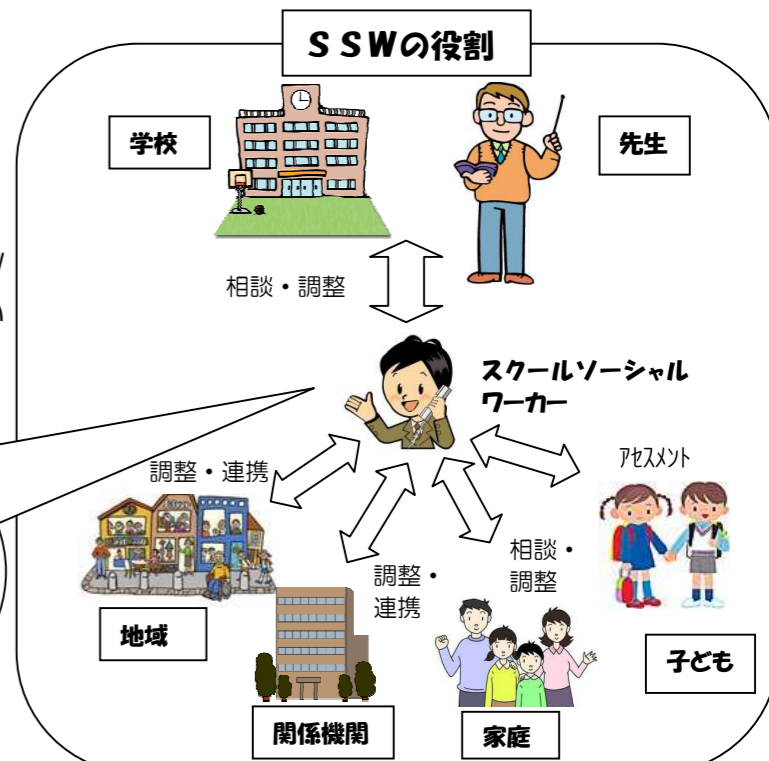 ＳＳＷの役割
学校
先生
相談・調整
スクールソーシャル
ワーカー
アセスメント
調整・連携
相談・
調整
調整・
連携
地域
子ども
関係機関
家庭